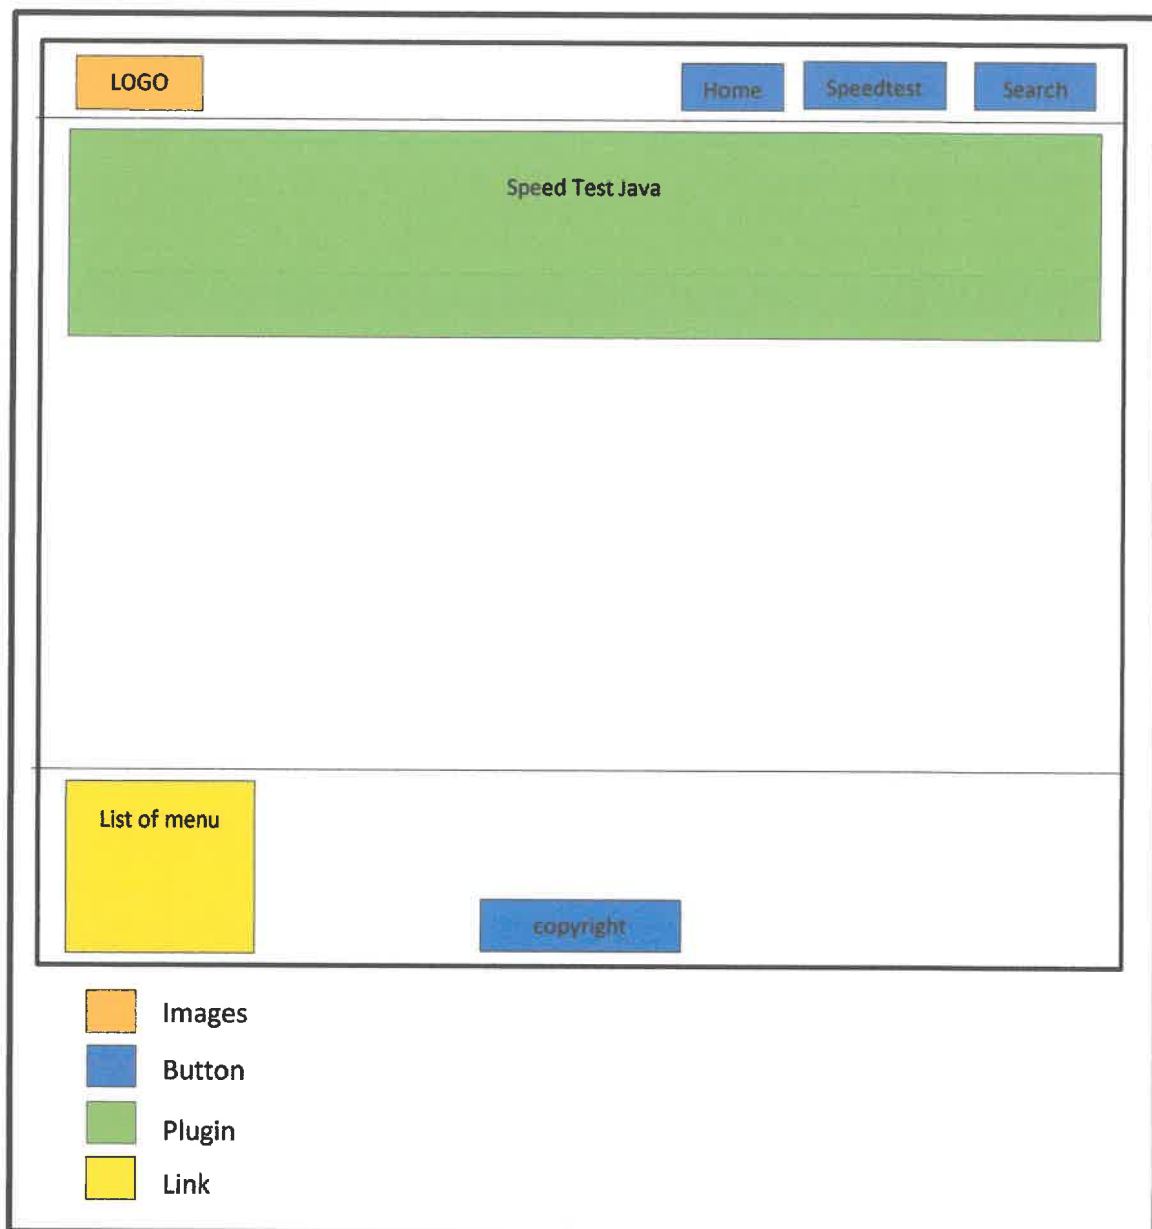 LOGO
Home Speedtest Search
Speed Test Java
List of menu
copyright
Images
Button
Plugin
Link